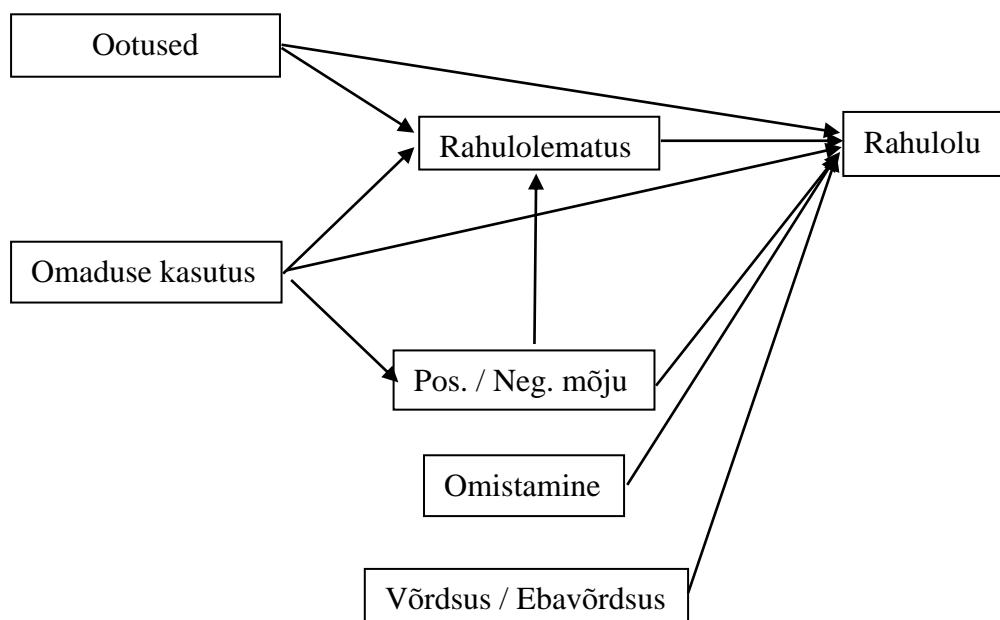 Ootused
Rahulolematus
Rahulolu
Omaduse kasutus
Pos. / Neg. mõju
Omistamine
Võrdsus / Ebavõrdsus